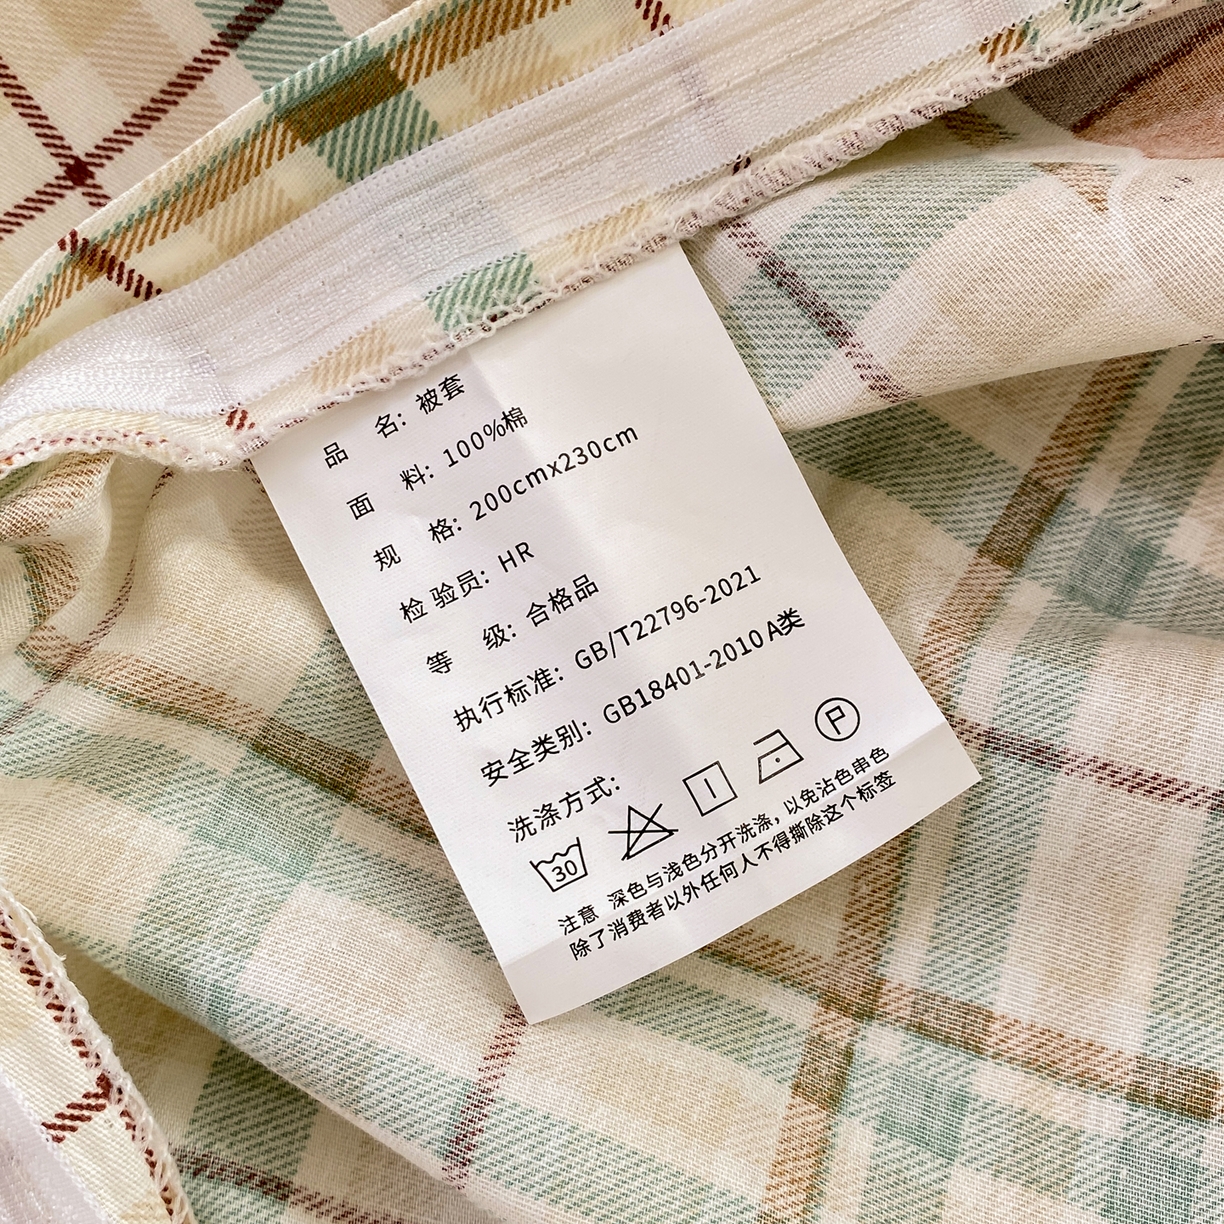 品 名：被套
面 料：100%棉
规 格：200cmx230cm
检 验员：HR
等 级：合格品
执行标准：GB/T22796-2021
安全类别：GB18401-2010 A类
洗涤方式：
30
P
注意 深色与浅色分开洗涤，以免沾色串色
除了消费者以外任何人不得撕除这个标签